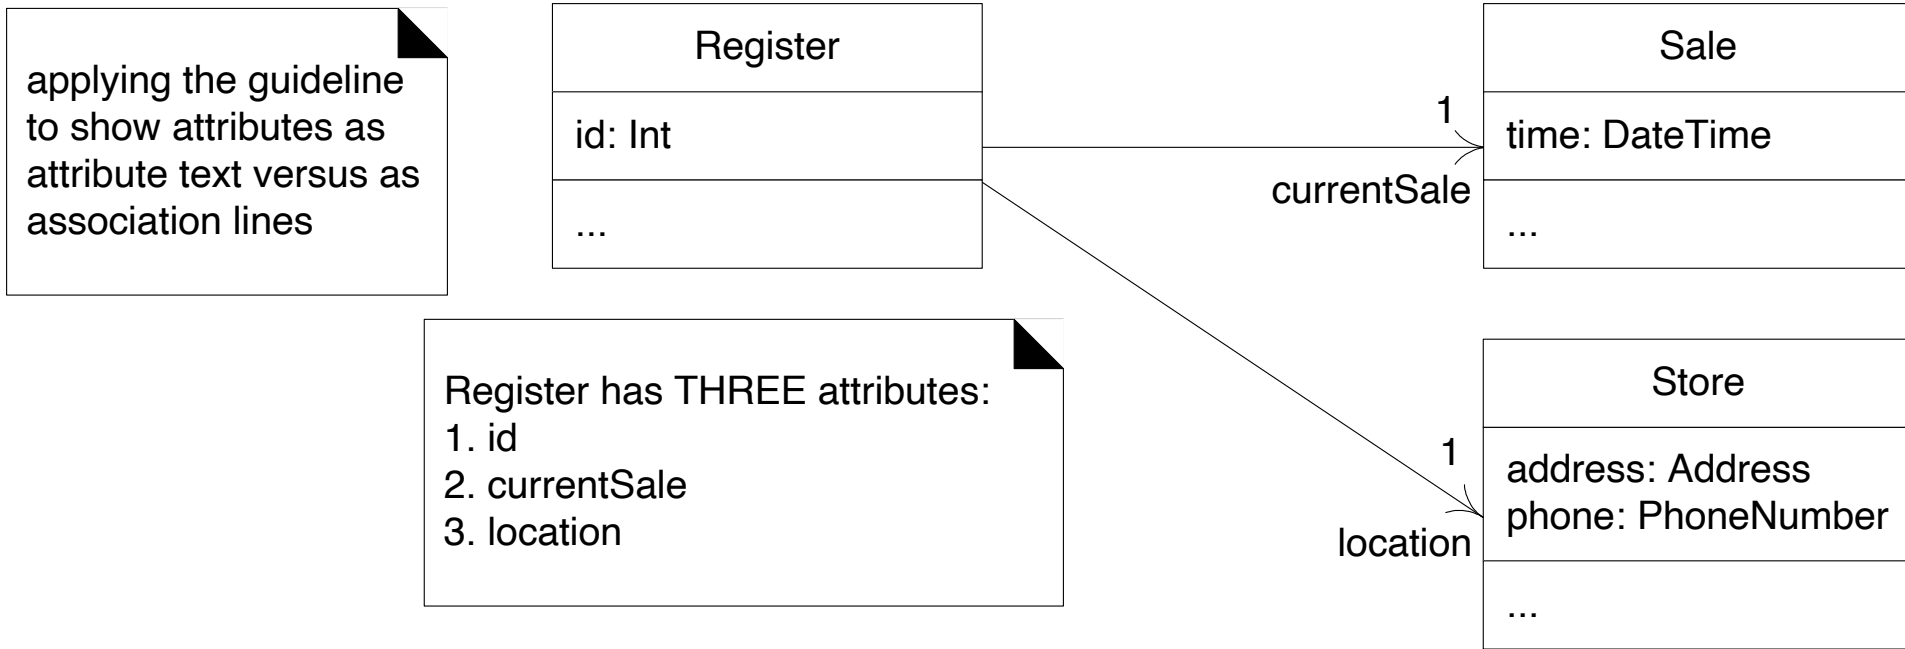 applying the guideline
to show attributes as
attribute text versus as
association lines
Register
id: Int
...
1
currentSale
Sale
time: DateTime
...
Register has THREE attributes:
1. id
2. currentSale
3. location
1
location
Store
address: Address
phone: PhoneNumber
...